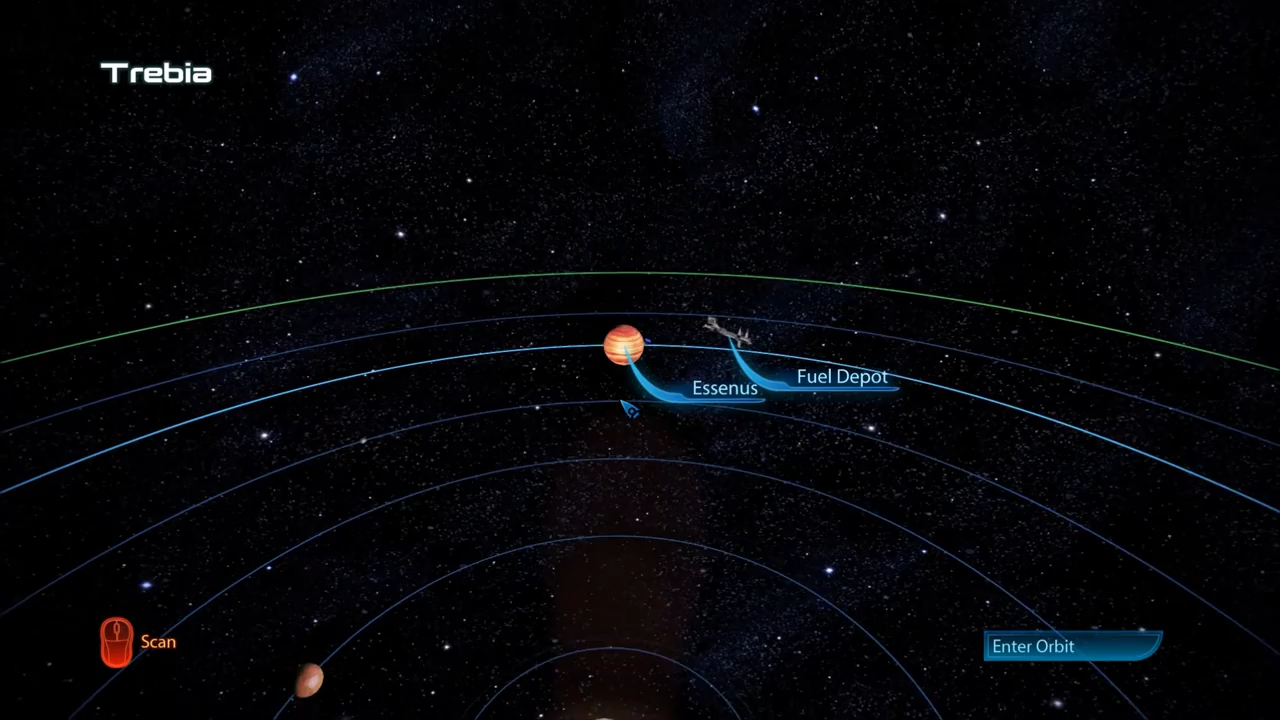 Trebia
Fuel Depot
Essenus
Scan
Enter Orbit